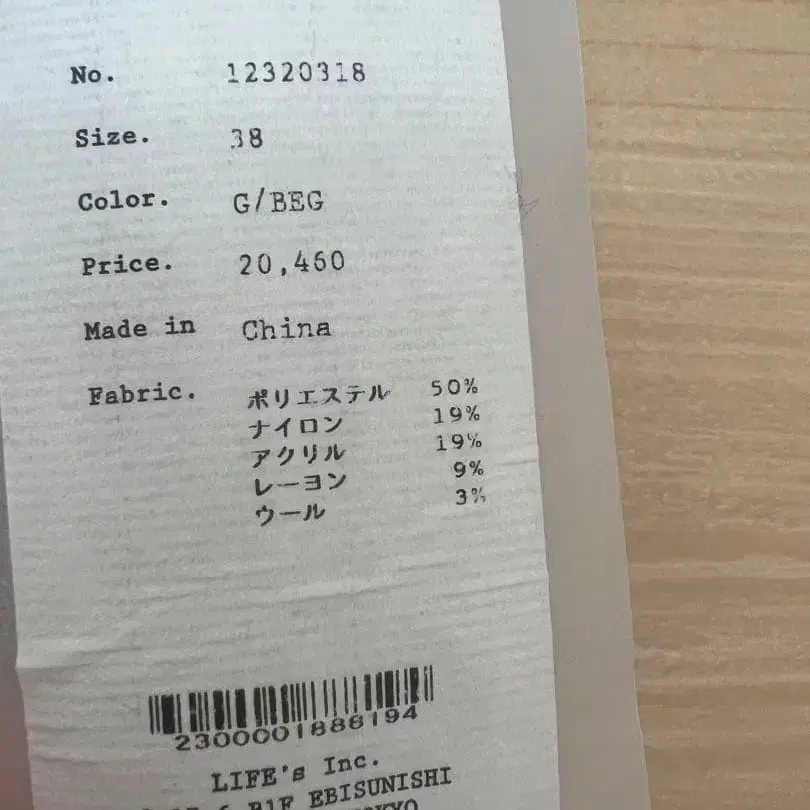 No. 12320318
Size. 38
Color. G/BEG
Price. 20,460
Made in China
Fabric. ポリエステル 50%
ナイロン 19%
アクリル 19%
レーヨン 9%
ウール 3%
2300001888194
LIFE's Inc.
B1F EBISUNISHI